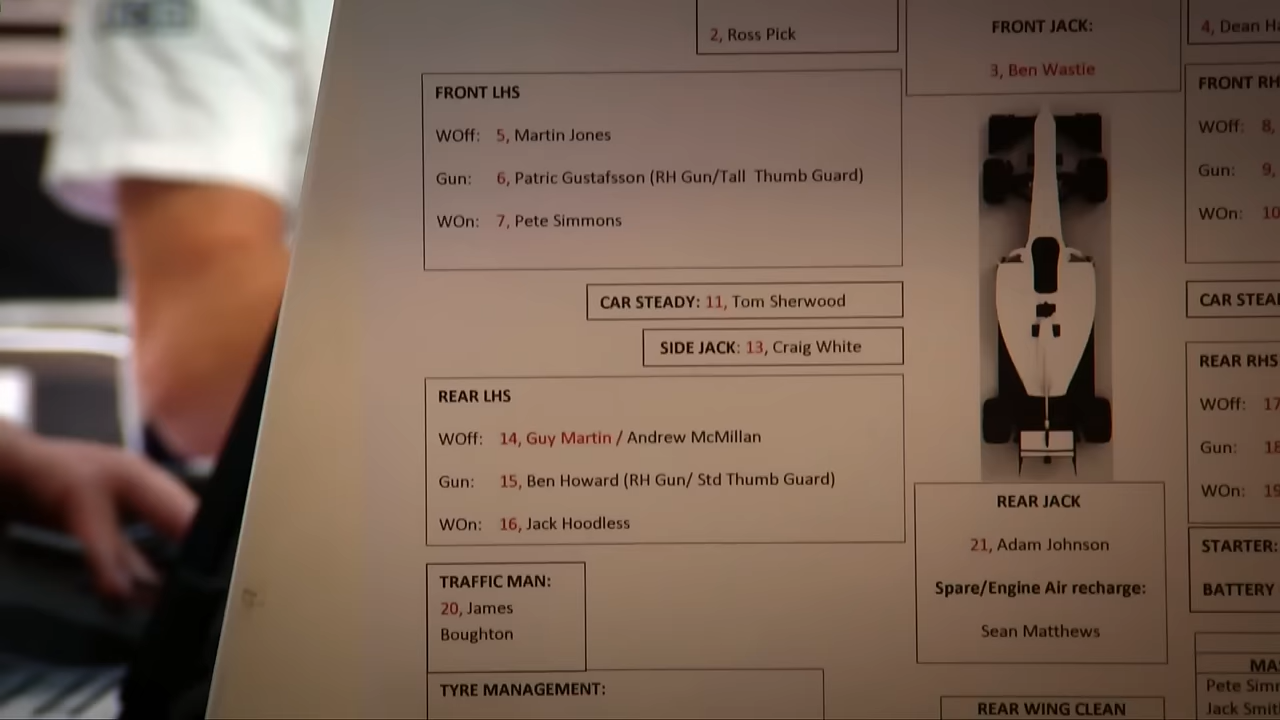 2, Ross Pick
FRONT JACK:
3, Ben Wastie
4, Dean
FRONT LHS
WOff: 5, Martin Jones
Gun: 6, Patric Gustafsson (RH Gun/Tall Thumb Guard)
WOn: 7, Pete Simmons
FRONT RH
WOff: 8,
Gun: 9,
WOn: 10
CAR STEADY: 11, Tom Sherwood
CAR
SIDE JACK: 13, Craig White
REAR LHS
WOff: 14, Guy Martin / Andrew McMillan
Gun: 15, Ben Howard (RH Gun/ Std Thumb Guard)
WOn: 16, Jack Hoodless
REAR RHS
WOff: 17
Gun: 18
WOn: 19
REAR JACK
21, Adam Johnson
Spare/Engine Air recharge:
Sean Matthews
STARTER:
BATTERY
TRAFFIC MAN:
20, James
Boughton
TYRE MANAGEMENT:
REAR WING CLEAN
MA
Pete Sim
Jack Smit